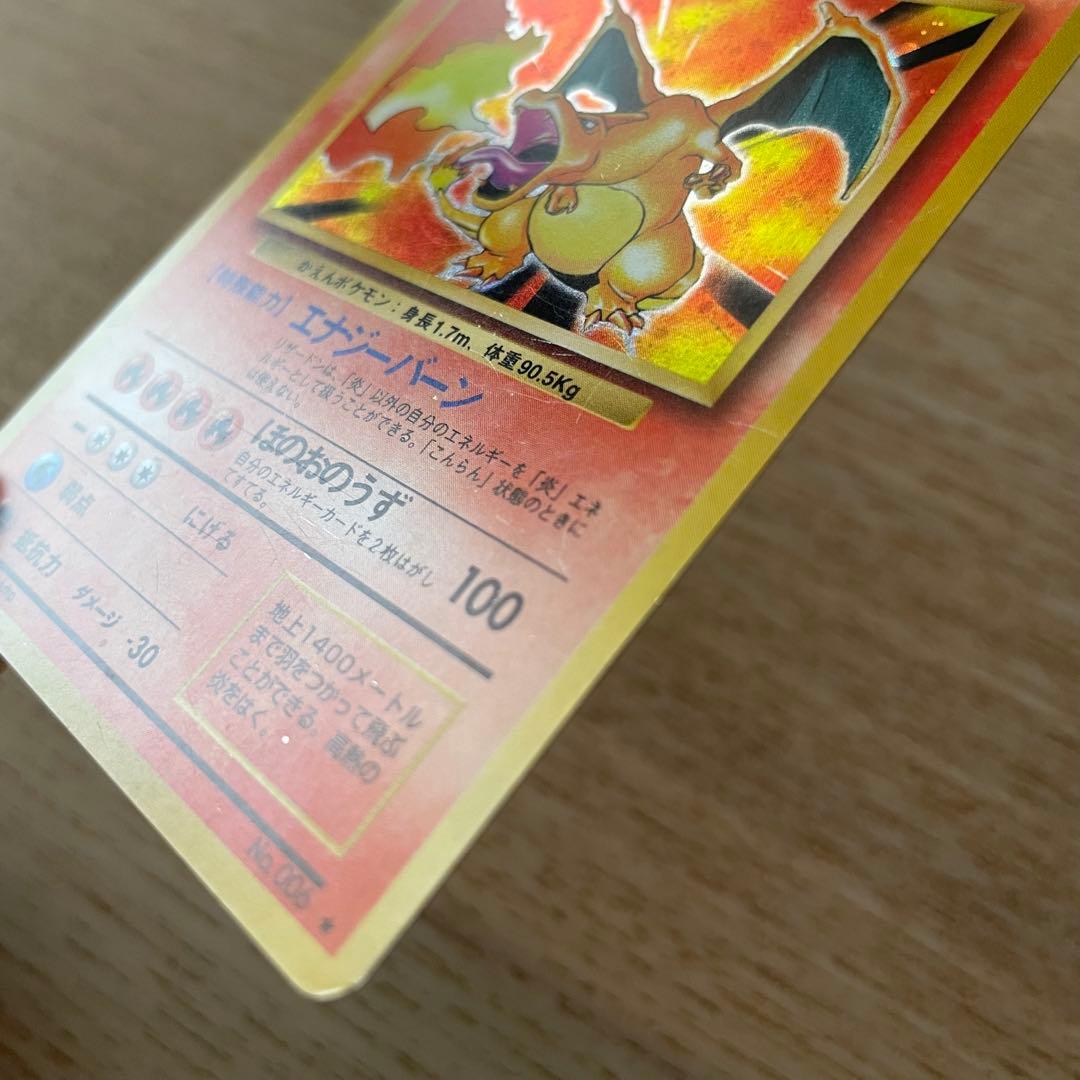 かえんポケモン：身長1.7m、体重90.5Kg
【特殊能力】エナジーバーン
リザードンは、「炎」以外の自分のエネルギーを「炎」エネ
ルギーとして扱うことができる。「こんらん」状態のときに
は使えない。
ほのおのうず 100
自分のエネルギーカードを2枚はがし
てすてる。
弱点
にげる
抵抗力
ダメージ -30
地上1400メートル
まで羽をつかって飛ぶ
ことができる。高熱の
炎をはく。
No. 006